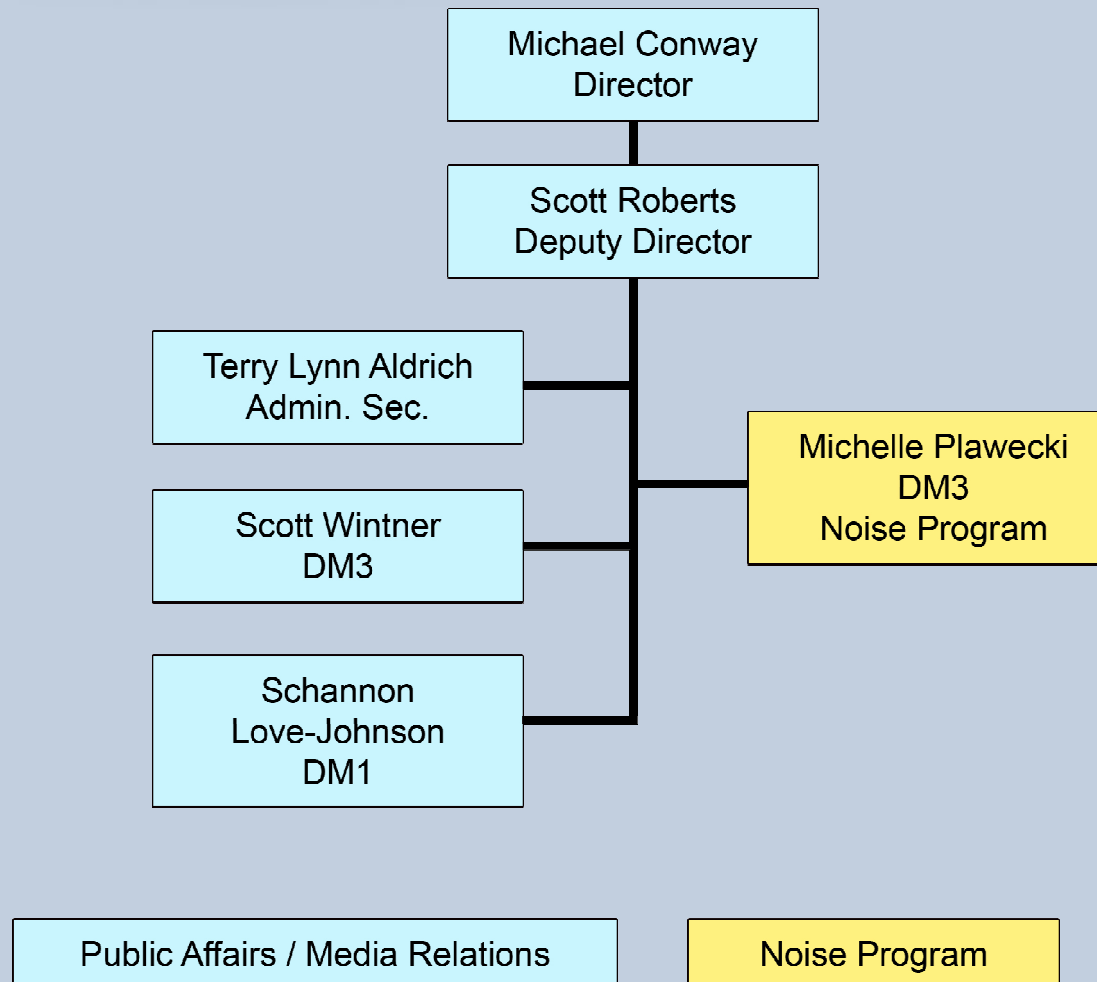 Michael Conway
Director
Scott Roberts
Deputy Director
Terry Lynn Aldrich
Admin. Sec.
Michelle Plawecki
DM3
Noise Program
Scott Wintner
DM3
Schannon
Love-Johnson
DM1
Public Affairs / Media Relations
Noise Program